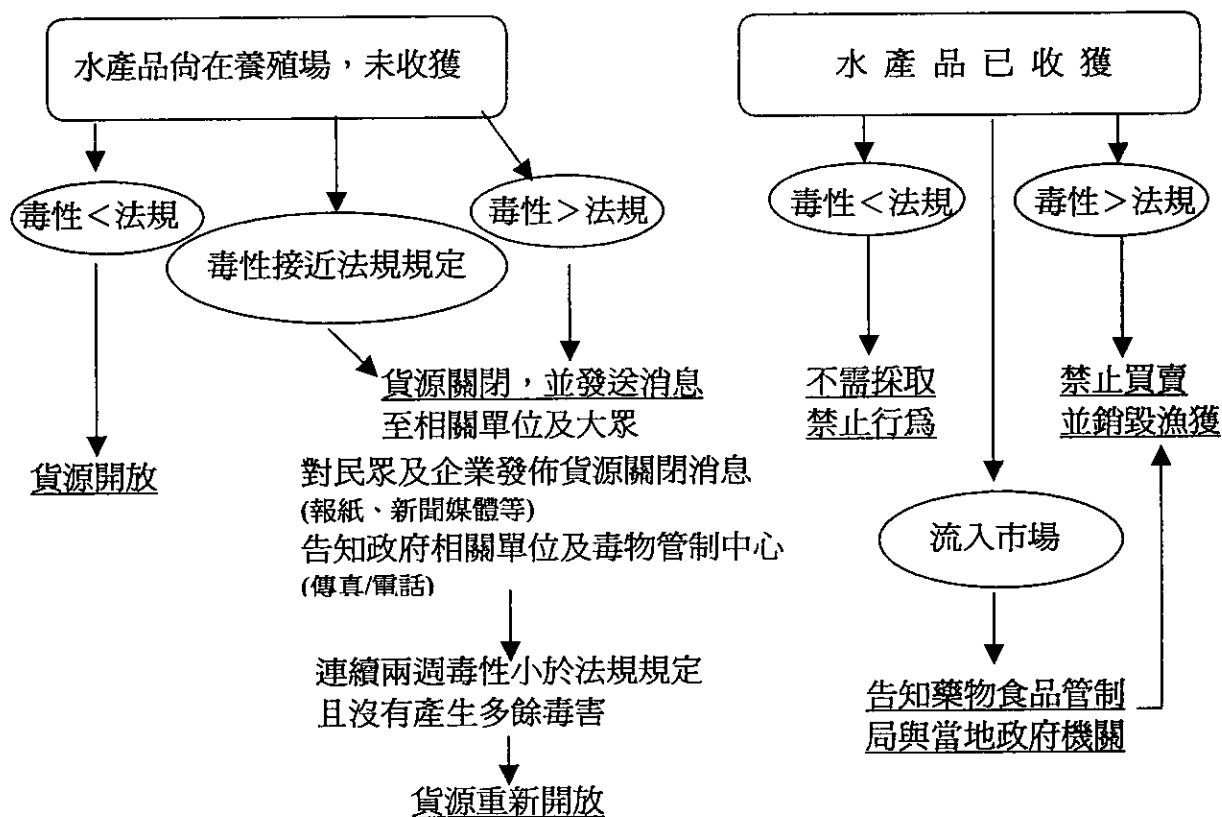 水產品尙在養殖場，未收獲
毒性＜法規
毒性接近法規規定
毒性＞法規
貨源開放
貨源關閉，並發送消息
至相關單位及大眾
對民眾及企業發佈貨源關閉消息
(報紙、新聞媒體等)
告知政府相關單位及毒物管制中心
(傳真/電話)
連續兩週毒性小於法規規定
且沒有產生多餘毒害
貨源重新開放
水產品已收獲
毒性＜法規
毒性＞法規
不需採取
禁止行爲
禁止買賣
並銷毀漁獲
流入市場
告知藥物食品管制
局與當地政府機關